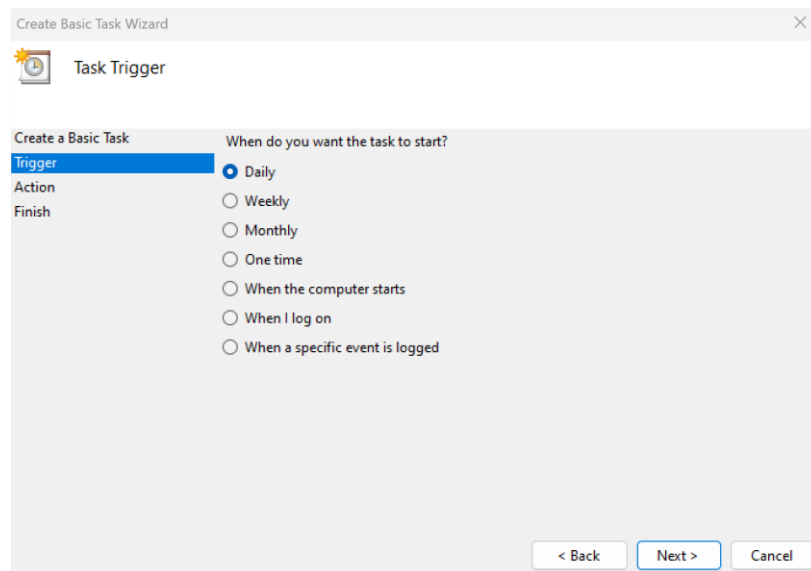 Create Basic Task Wizard
Task Trigger
Create a Basic Task
Trigger
Action
Finish
When do you want the task to start?
Daily
Weekly
Monthly
One time
When the computer starts
When I log on
When a specific event is logged
< Back
Next >
Cancel